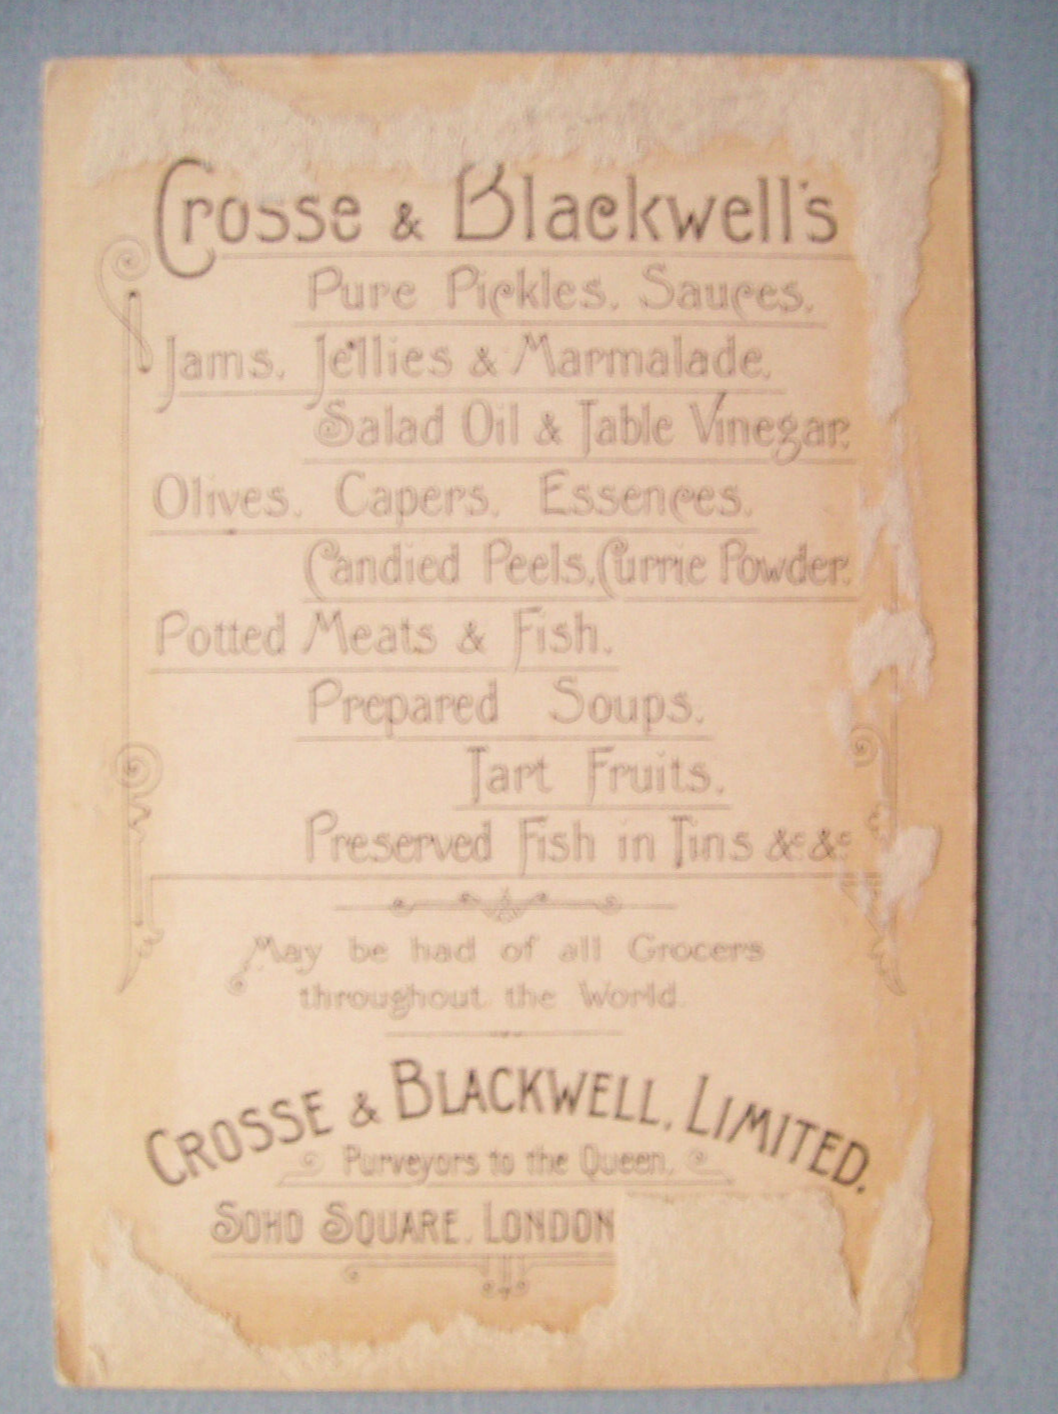 Crosse & Blackwell's
Pure Pickles, Sauces,
Jams, Jellies & Marmalade,
Salad Oil & Table Vinegar,
Olives, Capers, Essences,
Candied Peels, Currie Powder,
Potted Meats & Fish,
Prepared Soups,
Tart Fruits,
Preserved Fish in Tins &c &c
May be had of all Grocers
throughout the World.
CROSSE & BLACKWELL, LIMITED.
Purveyors to the Queen,
SOHO SQUARE, LONDON